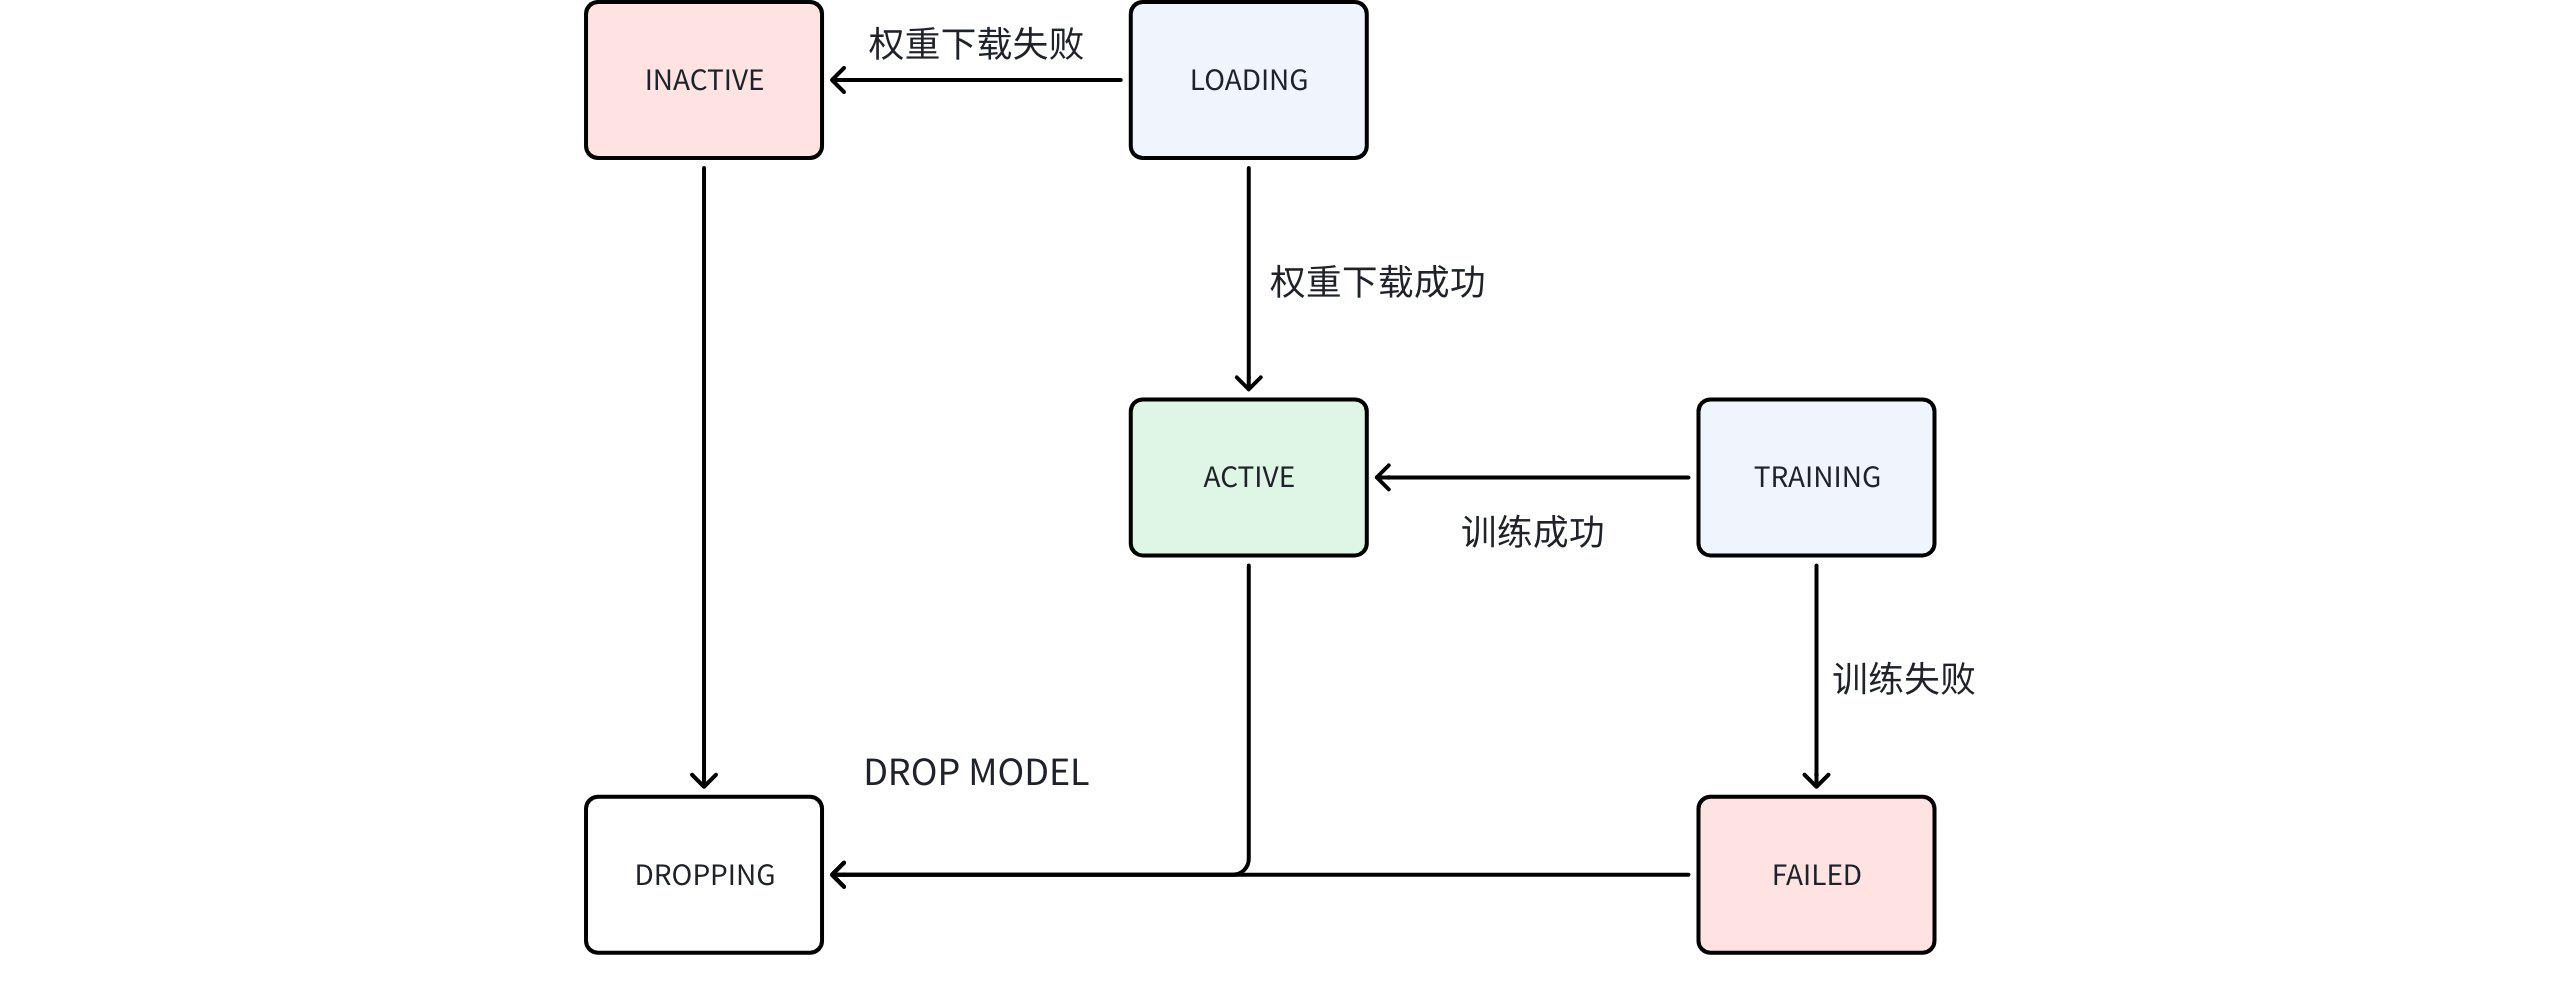 权重下载失败
INACTIVE
LOADING
权重下载成功
ACTIVE
TRAINING
训练成功
训练失败
DROP MODEL
DROPPING
FAILED